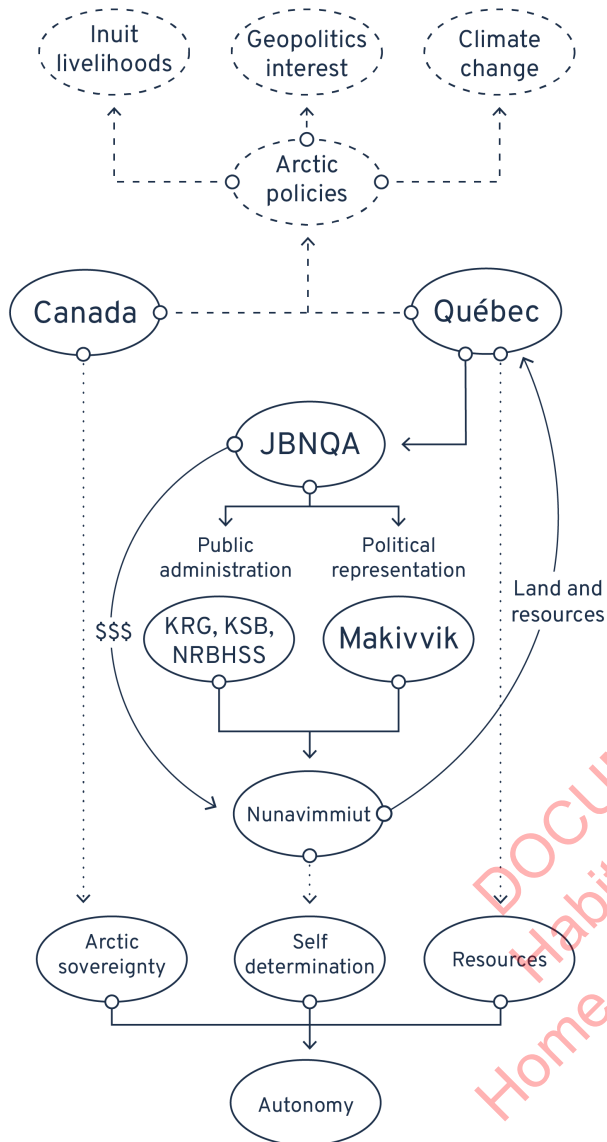 Inuit
livelihoods
Geopolitics
interest
Climate
change
Arctic
policies
Canada
Québec
JBNQA
Public
administration
Political
representation
Land and
resources
$$$
KRG, KSB,
NRBHSS
Makivvik
Nunavimmiut
Arctic
sovereignty
Self
determination
Resources
Autonomy
Home